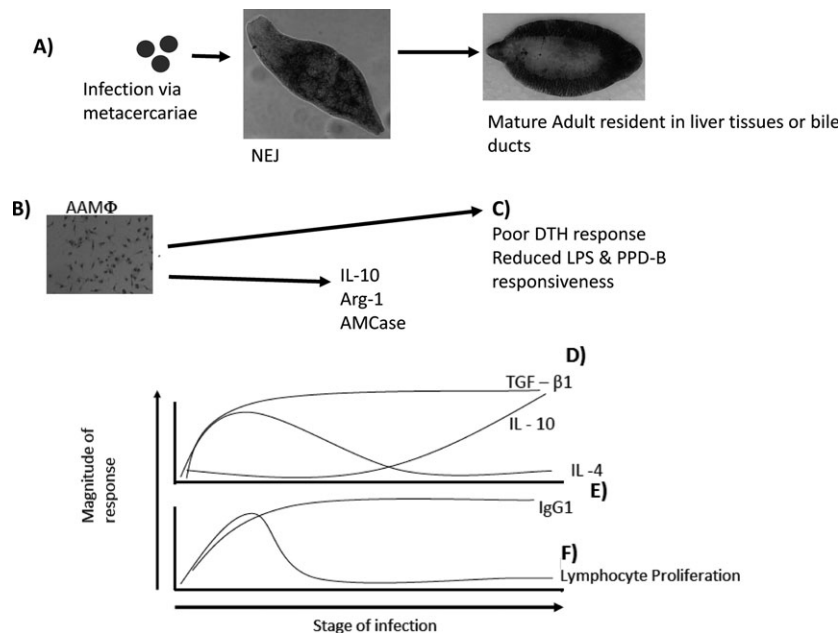 A)
Infection via
metacercariae
NEJ
Mature Adult resident in liver tissues or bile
ducts
B)
AAMΦ
C)
Poor DTH response
Reduced LPS & PPD-B
responsiveness
IL-10
Arg-1
AMCase
Magnitude of
response
D)
TGF – β1
IL - 10
IL -4
E)
IgG1
F)
Lymphocyte Proliferation
Stage of infection